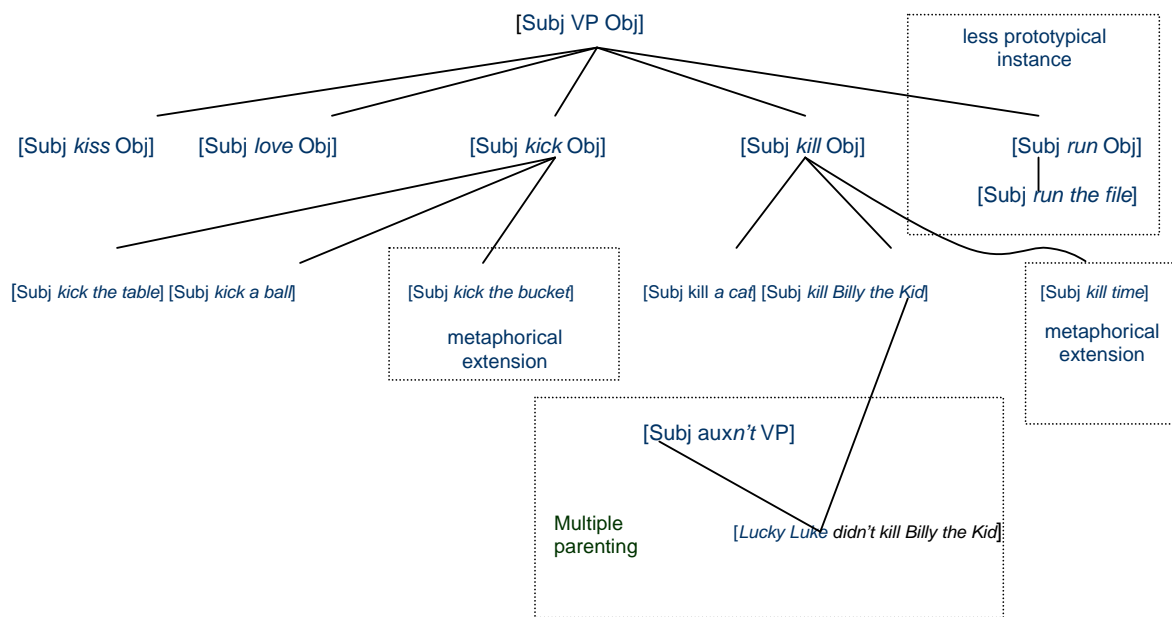 [Subj VP Obj]
less prototypical
instance
[Subj kiss Obj]
[Subj love Obj]
[Subj kick Obj]
[Subj kill Obj]
[Subj run Obj]
[Subj run the file]
[Subj kick the table]
[Subj kick a ball]
[Subj kick the bucket]
[Subj kill a cat]
[Subj kill Billy the Kid]
[Subj kill time]
metaphorical
extension
metaphorical
extension
[Subj auxn't VP]
Multiple
parenting
[Lucky Luke didn't kill Billy the Kid]